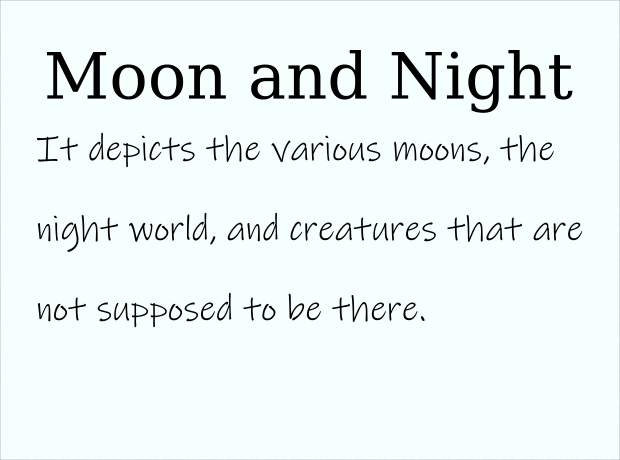 Moon and Night
It depicts the various moons, the
night world, and creatures that are
not supposed to be there.